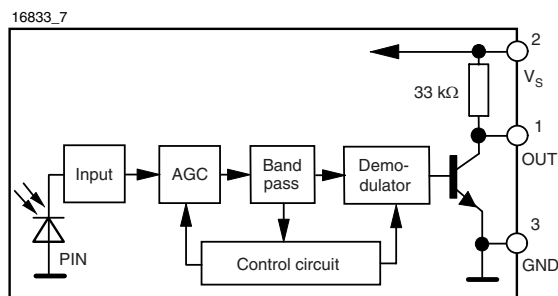 16833_7
2
V_S
33 kΩ
1
OUT
Input
AGC
Band
pass
Demo-
dulator
3
GND
PIN
Control circuit